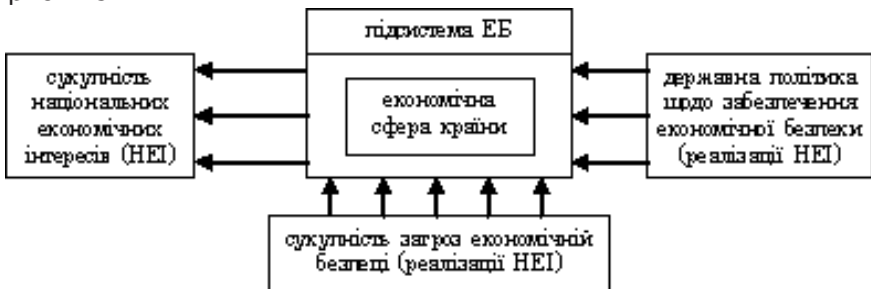 підсистема ЕБ
сукупність
національних
економічних
інтересів (НЕІ)
економічна
сфера країни
державна політика
щодо забезпечення
економічної безпеки
(реалізації НЕІ)
сукупність загроз економічній
безпеці (реалізації НЕІ)